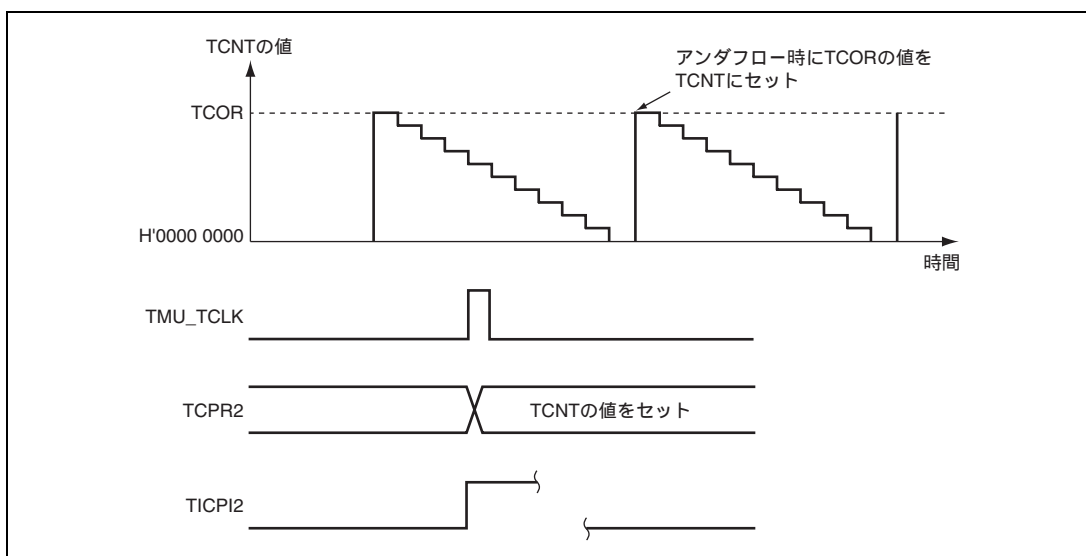 TCNTの値
アンダフロー時にTCORの値を
TCNTにセット
TCOR
H'0000 0000
時間
TMU_TCLK
TCPR2
TCNTの値をセット
TICPI2